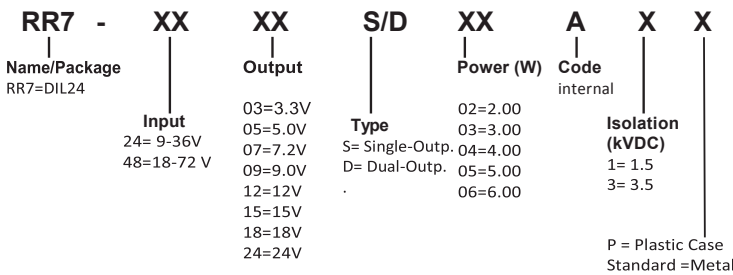 RR7 - XX XX S/D XX A X X
Name/Package
RR7=DIL24
Input
24= 9-36V
48=18-72 V
Output
03=3.3V
05=5.0V
07=7.2V
09=9.0V
12=12V
15=15V
18=18V
24=24V
Type
S= Single-Outp.
D= Dual-Outp.
.
Power (W)
02=2.00
03=3.00
04=4.00
05=5.00
06=6.00
Code
internal
Isolation
(kVDC)
1= 1.5
3= 3.5
P = Plastic Case
Standard =Metal